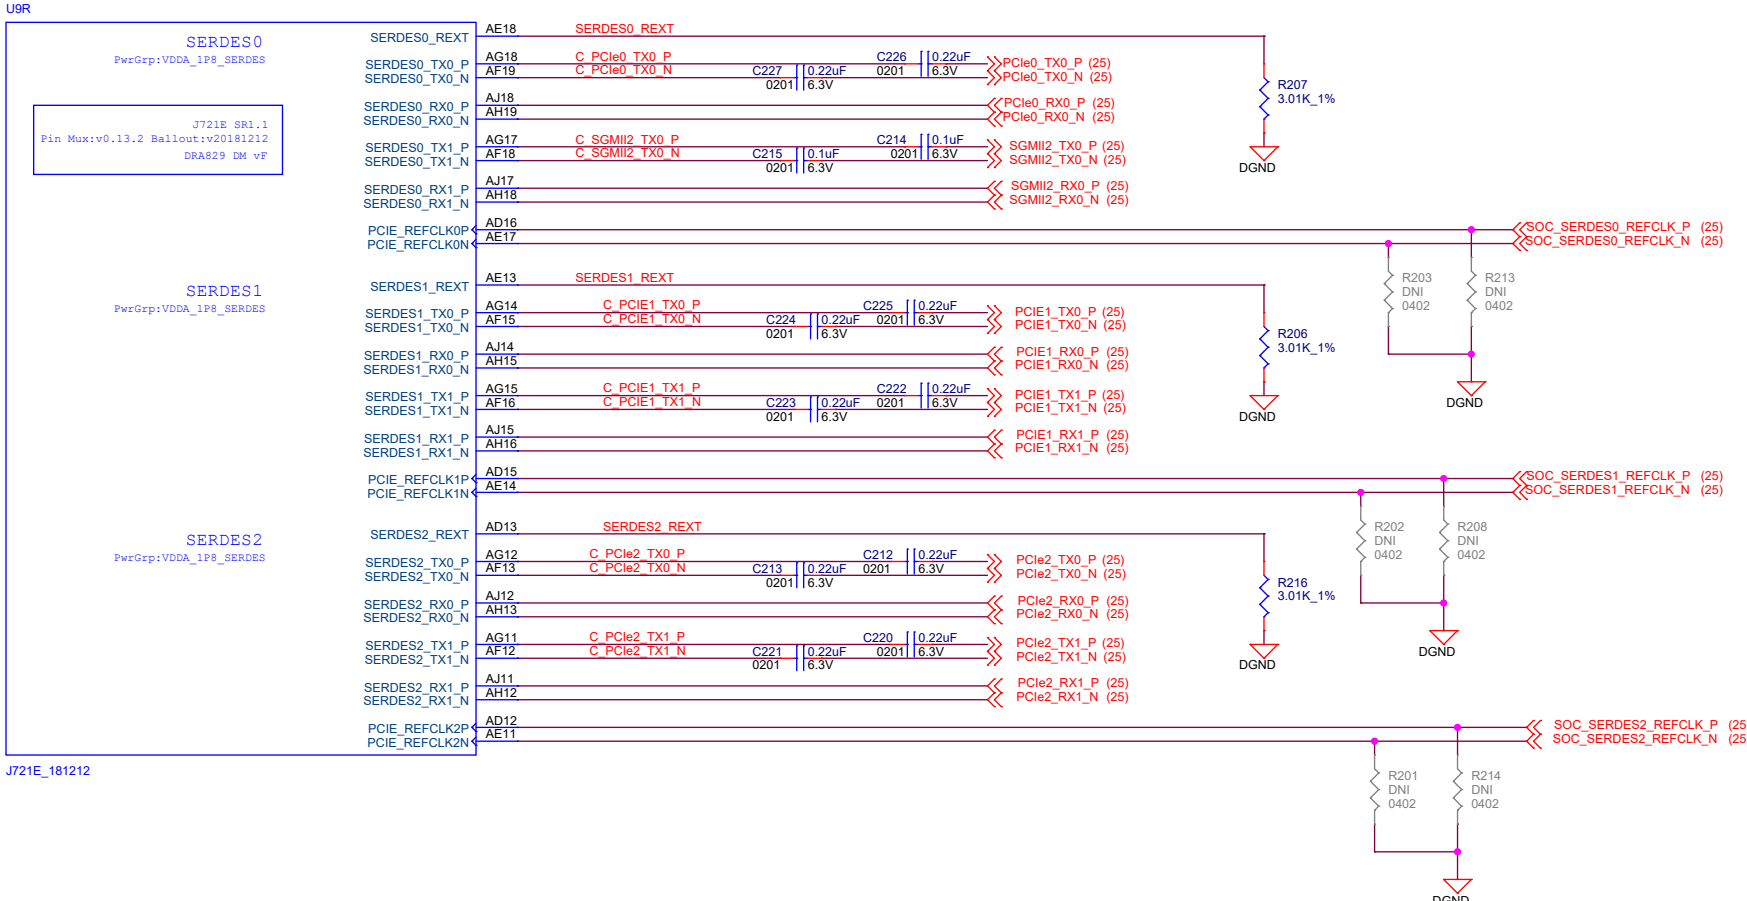 U9R
SERDES0
PwrGrp:VDDA_1P8_SERDES
J721E SR1.1
Pin Mux:v0.13.2 Ballout:v20181212
DRA829 DM vF
SERDES0_REXT AE18 SERDES0_REXT
SERDES0_TX0_P AG18 C_PCIe0_TX0_P C226 0.22uF 0201 6.3V PCIe0_TX0_P (25)
SERDES0_TX0_N AF19 C_PCIe0_TX0_N C227 0.22uF 0201 6.3V PCIe0_TX0_N (25)
R207
3.01K_1%
SERDES0_RX0_P AJ18 PCIe0_RX0_P (25)
SERDES0_RX0_N AH19 PCIe0_RX0_N (25)
SERDES0_TX1_P AG17 C_SGMII2_TX0_P C214 0.1uF 0201 6.3V SGMII2_TX0_P (25)
SERDES0_TX1_N AF18 C_SGMII2_TX0_N C215 0.1uF 0201 6.3V SGMII2_TX0_N (25)
DGND
SERDES0_RX1_P AJ17 SGMII2_RX0_P (25)
SERDES0_RX1_N AH18 SGMII2_RX0_N (25)
PCIE_REFCLK0P AD16 SOC_SERDES0_REFCLK_P (25)
PCIE_REFCLK0N AE17 SOC_SERDES0_REFCLK_N (25)
R203
DNI
0402
R213
DNI
0402
DGND
SERDES1
PwrGrp:VDDA_1P8_SERDES
SERDES1_REXT AE13 SERDES1_REXT
SERDES1_TX0_P AG14 C_PCIE1_TX0_P C225 0.22uF 0201 6.3V PCIE1_TX0_P (25)
SERDES1_TX0_N AF15 C_PCIE1_TX0_N C224 0.22uF 0201 6.3V PCIE1_TX0_N (25)
R206
3.01K_1%
SERDES1_RX0_P AJ14 PCIE1_RX0_P (25)
SERDES1_RX0_N AH15 PCIE1_RX0_N (25)
SERDES1_TX1_P AG15 C_PCIE1_TX1_P C222 0.22uF 0201 6.3V PCIE1_TX1_P (25)
SERDES1_TX1_N AF16 C_PCIE1_TX1_N C223 0.22uF 0201 6.3V PCIE1_TX1_N (25)
DGND
SERDES1_RX1_P AJ15 PCIE1_RX1_P (25)
SERDES1_RX1_N AH16 PCIE1_RX1_N (25)
PCIE_REFCLK1P AD15 SOC_SERDES1_REFCLK_P (25)
PCIE_REFCLK1N AE14 SOC_SERDES1_REFCLK_N (25)
R202
DNI
0402
R208
DNI
0402
DGND
SERDES2
PwrGrp:VDDA_1P8_SERDES
SERDES2_REXT AD13 SERDES2_REXT
SERDES2_TX0_P AG12 C_PCIe2_TX0_P C212 0.22uF 0201 6.3V PCIe2_TX0_P (25)
SERDES2_TX0_N AF13 C_PCIe2_TX0_N C213 0.22uF 0201 6.3V PCIe2_TX0_N (25)
R216
3.01K_1%
SERDES2_RX0_P AJ12 PCIe2_RX0_P (25)
SERDES2_RX0_N AH13 PCIe2_RX0_N (25)
SERDES2_TX1_P AG11 C_PCIe2_TX1_P C220 0.22uF 0201 6.3V PCIe2_TX1_P (25)
SERDES2_TX1_N AF12 C_PCIe2_TX1_N C221 0.22uF 0201 6.3V PCIe2_TX1_N (25)
DGND
SERDES2_RX1_P AJ11 PCIe2_RX1_P (25)
SERDES2_RX1_N AH12 PCIe2_RX1_N (25)
PCIE_REFCLK2P AD12 SOC_SERDES2_REFCLK_P (25
PCIE_REFCLK2N AE11 SOC_SERDES2_REFCLK_N (25
R201
DNI
0402
R214
DNI
0402
DGND
J721E_181212